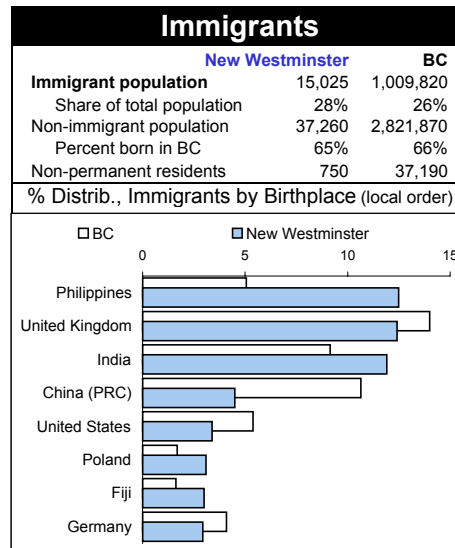 Immigrants
New Westminster BC
Immigrant population 15,025 1,009,820
Share of total population 28% 26%
Non-immigrant population 37,260 2,821,870
Percent born in BC 65% 66%
Non-permanent residents 750 37,190
% Distrib., Immigrants by Birthplace (local order)
BC New Westminster
0 5 10 15
Philippines
United Kingdom
India
China (PRC)
United States
Poland
Fiji
Germany